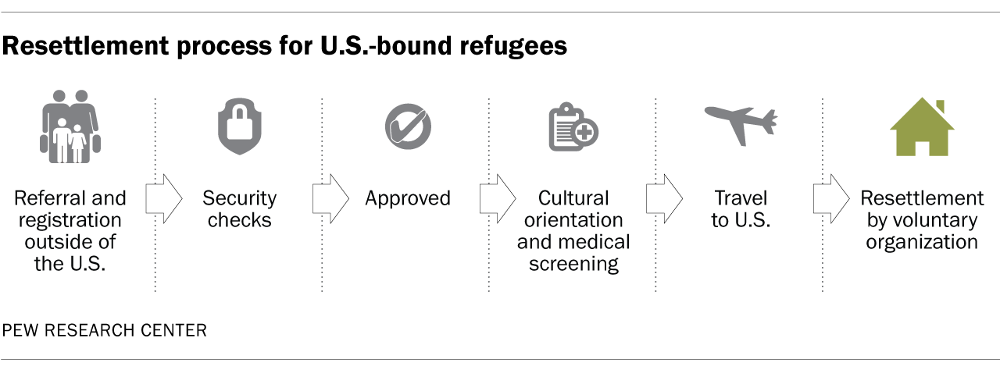 Resettlement process for U.S.-bound refugees
Referral and
registration
outside of
the U.S.
Security
checks
Approved
Cultural
orientation
and medical
screening
Travel
to U.S.
Resettlement
by voluntary
organization
PEW RESEARCH CENTER